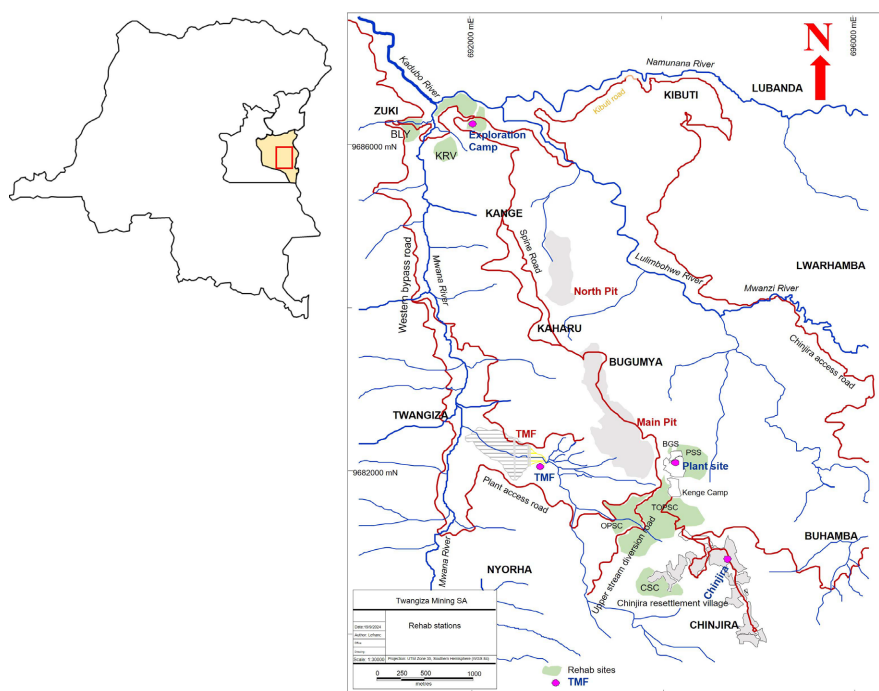 692000 mE
696000 mE
N
Kadubo River
Namunana River
LUBANDA
KIBUTI
Kibuti road
ZUKI
BLY
Exploration
Camp
9686000 mN
KRV
KANGE
Spine Road
Western bypass road
Mwana River
Lulimbohwe River
LWARHAMBA
Mwanzi River
North Pit
KAHARU
Chinjira access road
BUGUMYA
TWANGIZA
TMF
Main Pit
BGS
PSS
Plant site
9682000 mN
TMF
Plant access road
Kenge Camp
TOPSC
OPSC
Upper stream diversion road
BUHAMBA
Mwana River
NYORHA
Chinjira
CSC
Chinjira resettlement village
CHINJIRA
Twangiza Mining SA
Rehab stations
Scale: 1:30000
0 250 500 1000
metres
Rehab sites
TMF